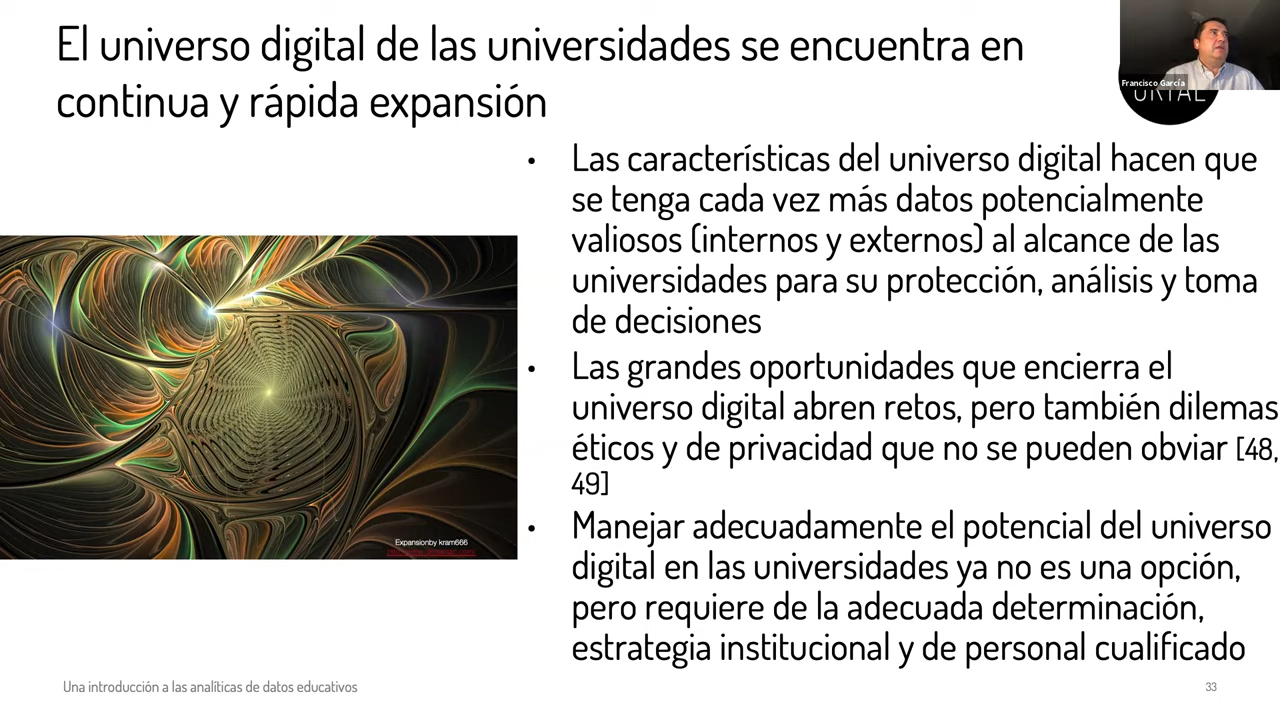 El universo digital de las universidades se encuentra en
continua y rápida expansión
Francisco García
• Las características del universo digital hacen que
se tenga cada vez más datos potencialmente
valiosos (internos y externos) al alcance de las
universidades para su protección, análisis y toma
de decisiones
• Las grandes oportunidades que encierra el
universo digital abren retos, pero también dilemas
éticos y de privacidad que no se pueden obviar [48,
49]
• Manejar adecuadamente el potencial del universo
digital en las universidades ya no es una opción,
pero requiere de la adecuada determinación,
estrategia institucional y de personal cualificado
Expansionby kram666
Una introducción a las analíticas de datos educativos
33